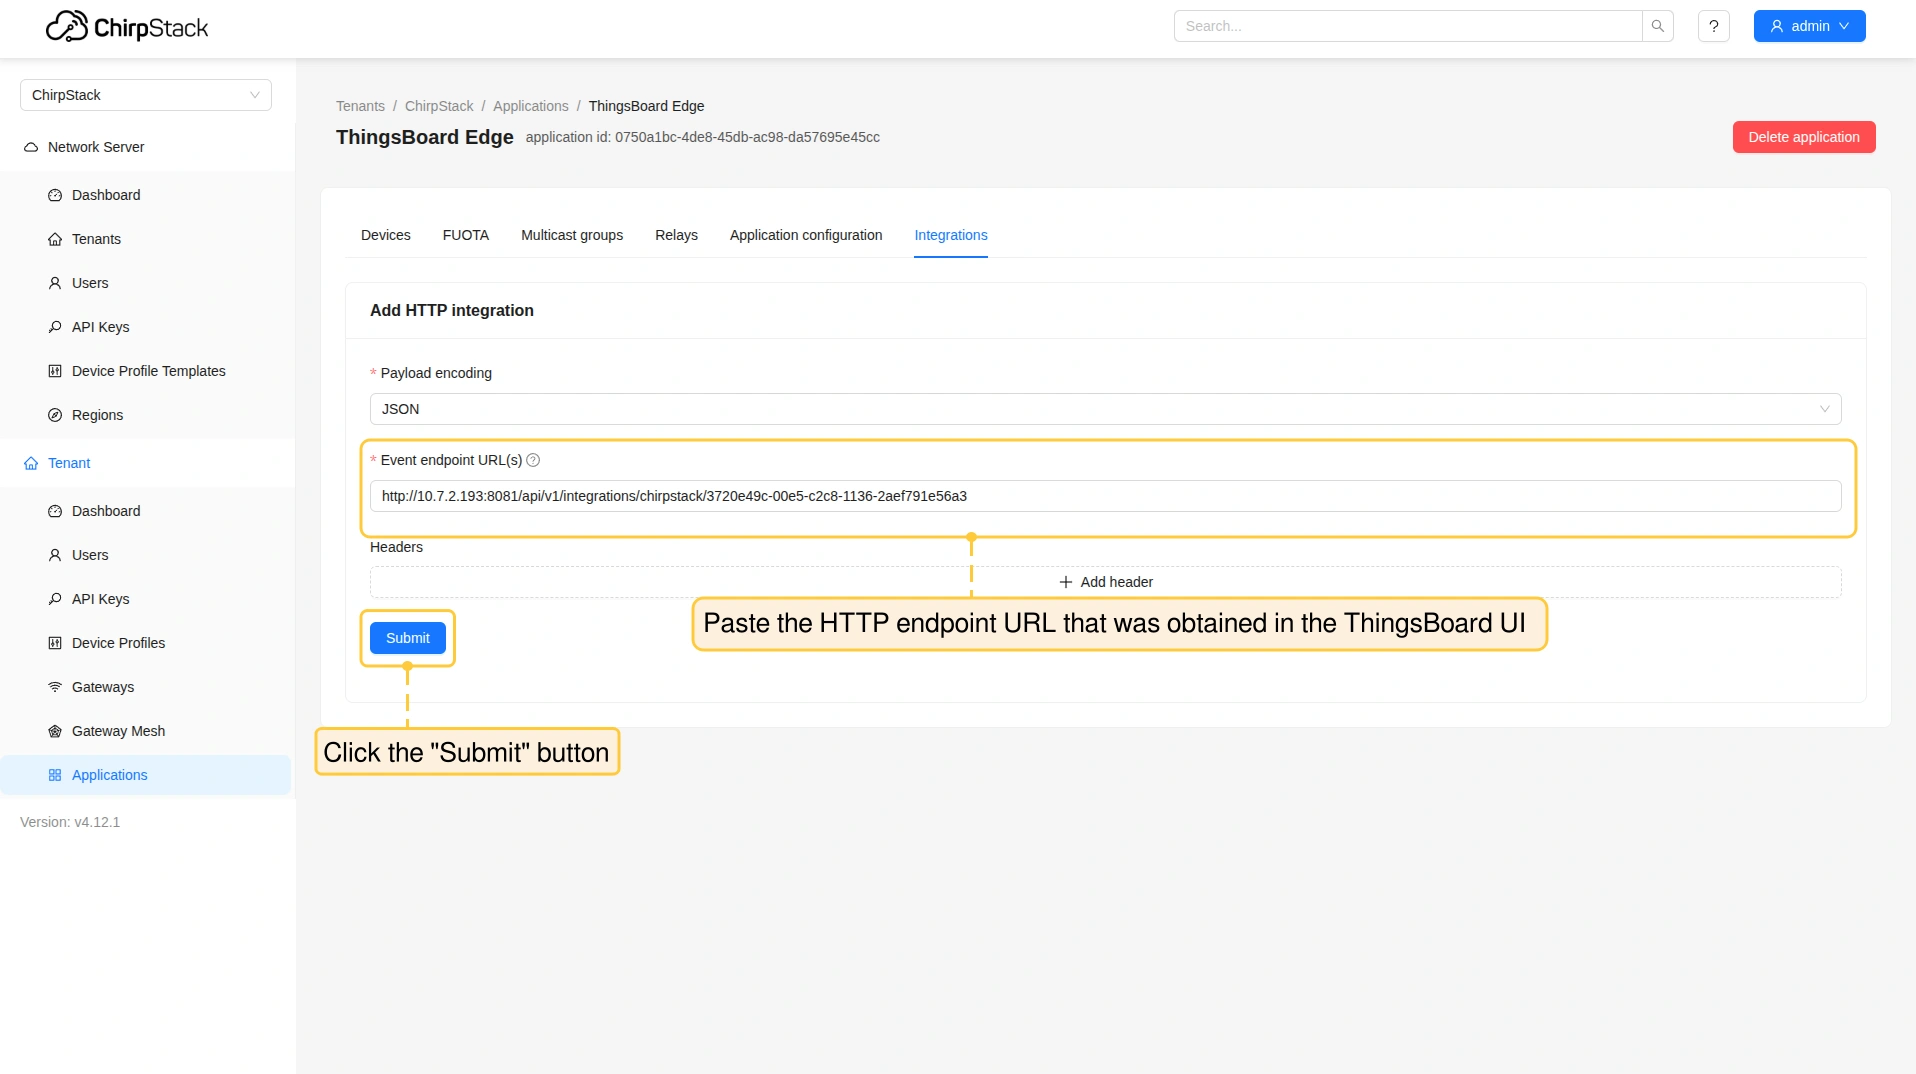 ChirpStack
Search...
?
admin
ChirpStack
Network Server
Dashboard
Tenants
Users
API Keys
Device Profile Templates
Regions
Tenant
Dashboard
Users
API Keys
Device Profiles
Gateways
Gateway Mesh
Applications
Version: v4.12.1
Tenants / ChirpStack / Applications / ThingsBoard Edge
ThingsBoard Edge application id: 0750a1bc-4de8-45db-ac98-da57695e45cc
Delete application
Devices FUOTA Multicast groups Relays Application configuration Integrations
Add HTTP integration
* Payload encoding
JSON
* Event endpoint URL(s) ?
http://10.7.2.193:8081/api/v1/integrations/chirpstack/3720e49c-00e5-c2c8-1136-2aef791e56a3
Headers
+ Add header
Paste the HTTP endpoint URL that was obtained in the ThingsBoard UI
Submit
Click the "Submit" button